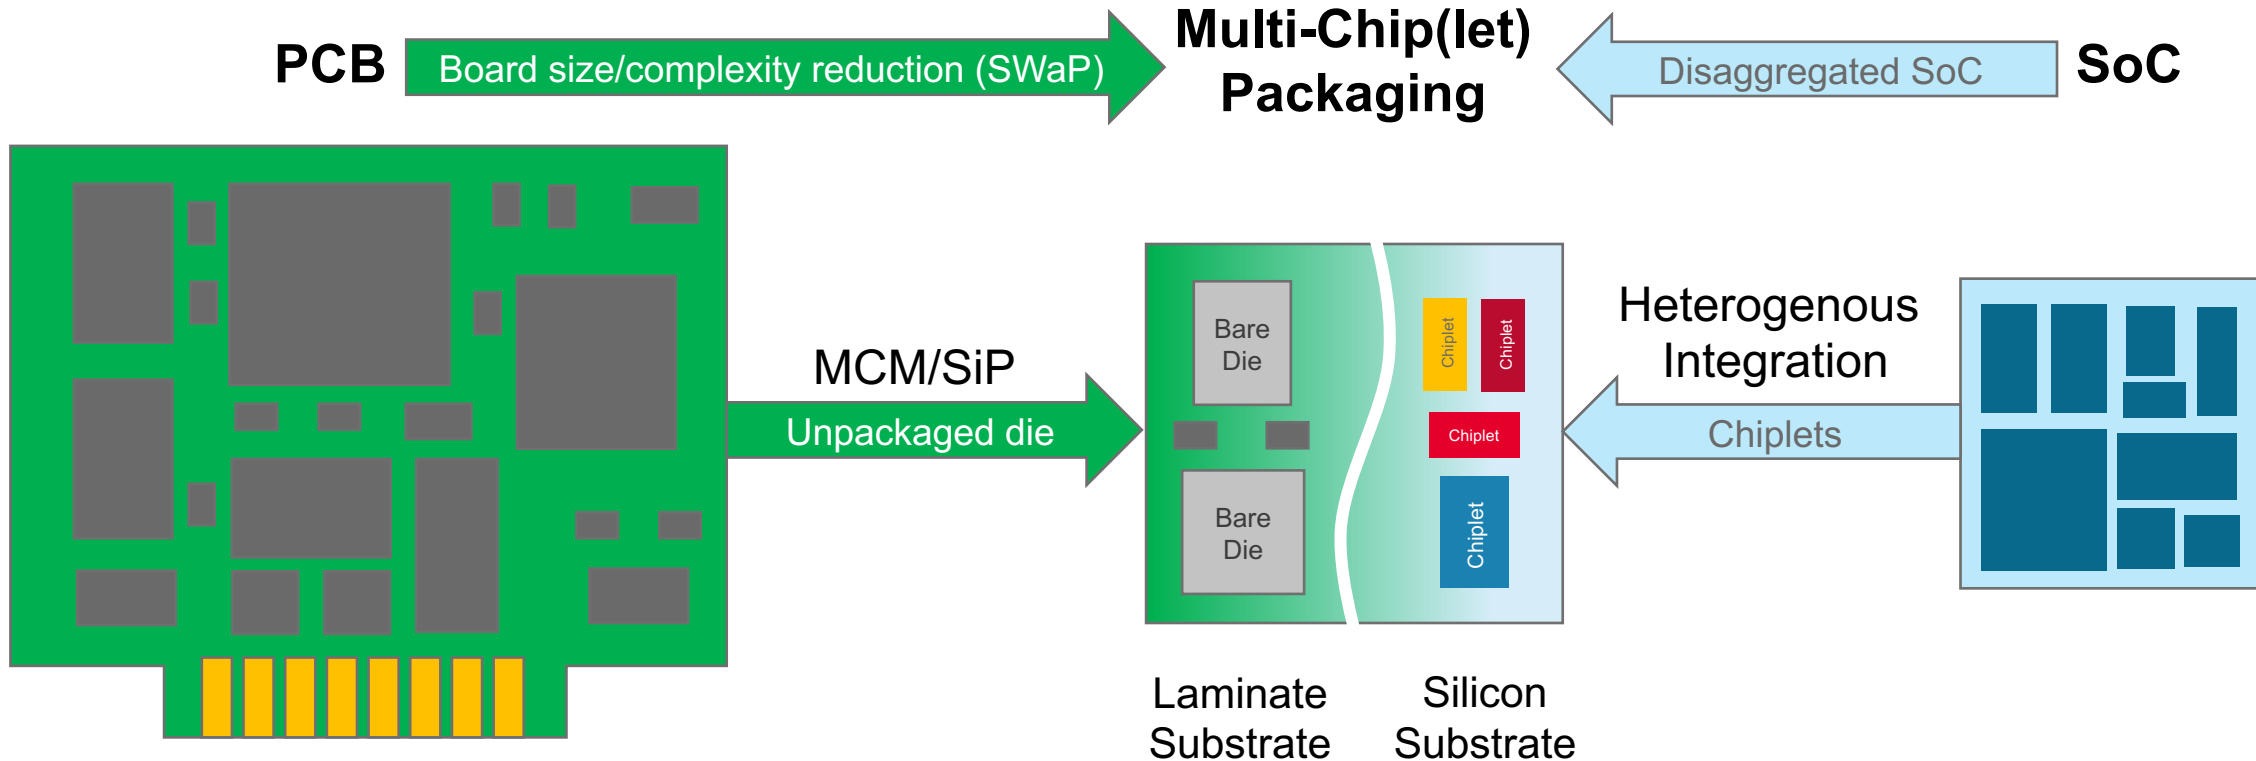 PCB
Board size/complexity reduction (SWaP)
Multi-Chip(let)
Packaging
Disaggregated SoC
SoC
MCM/SiP
Unpackaged die
Bare
Die
Bare
Die
Chiplet
Chiplet
Chiplet
Chiplet
Heterogenous
Integration
Chiplets
Laminate
Substrate
Silicon
Substrate